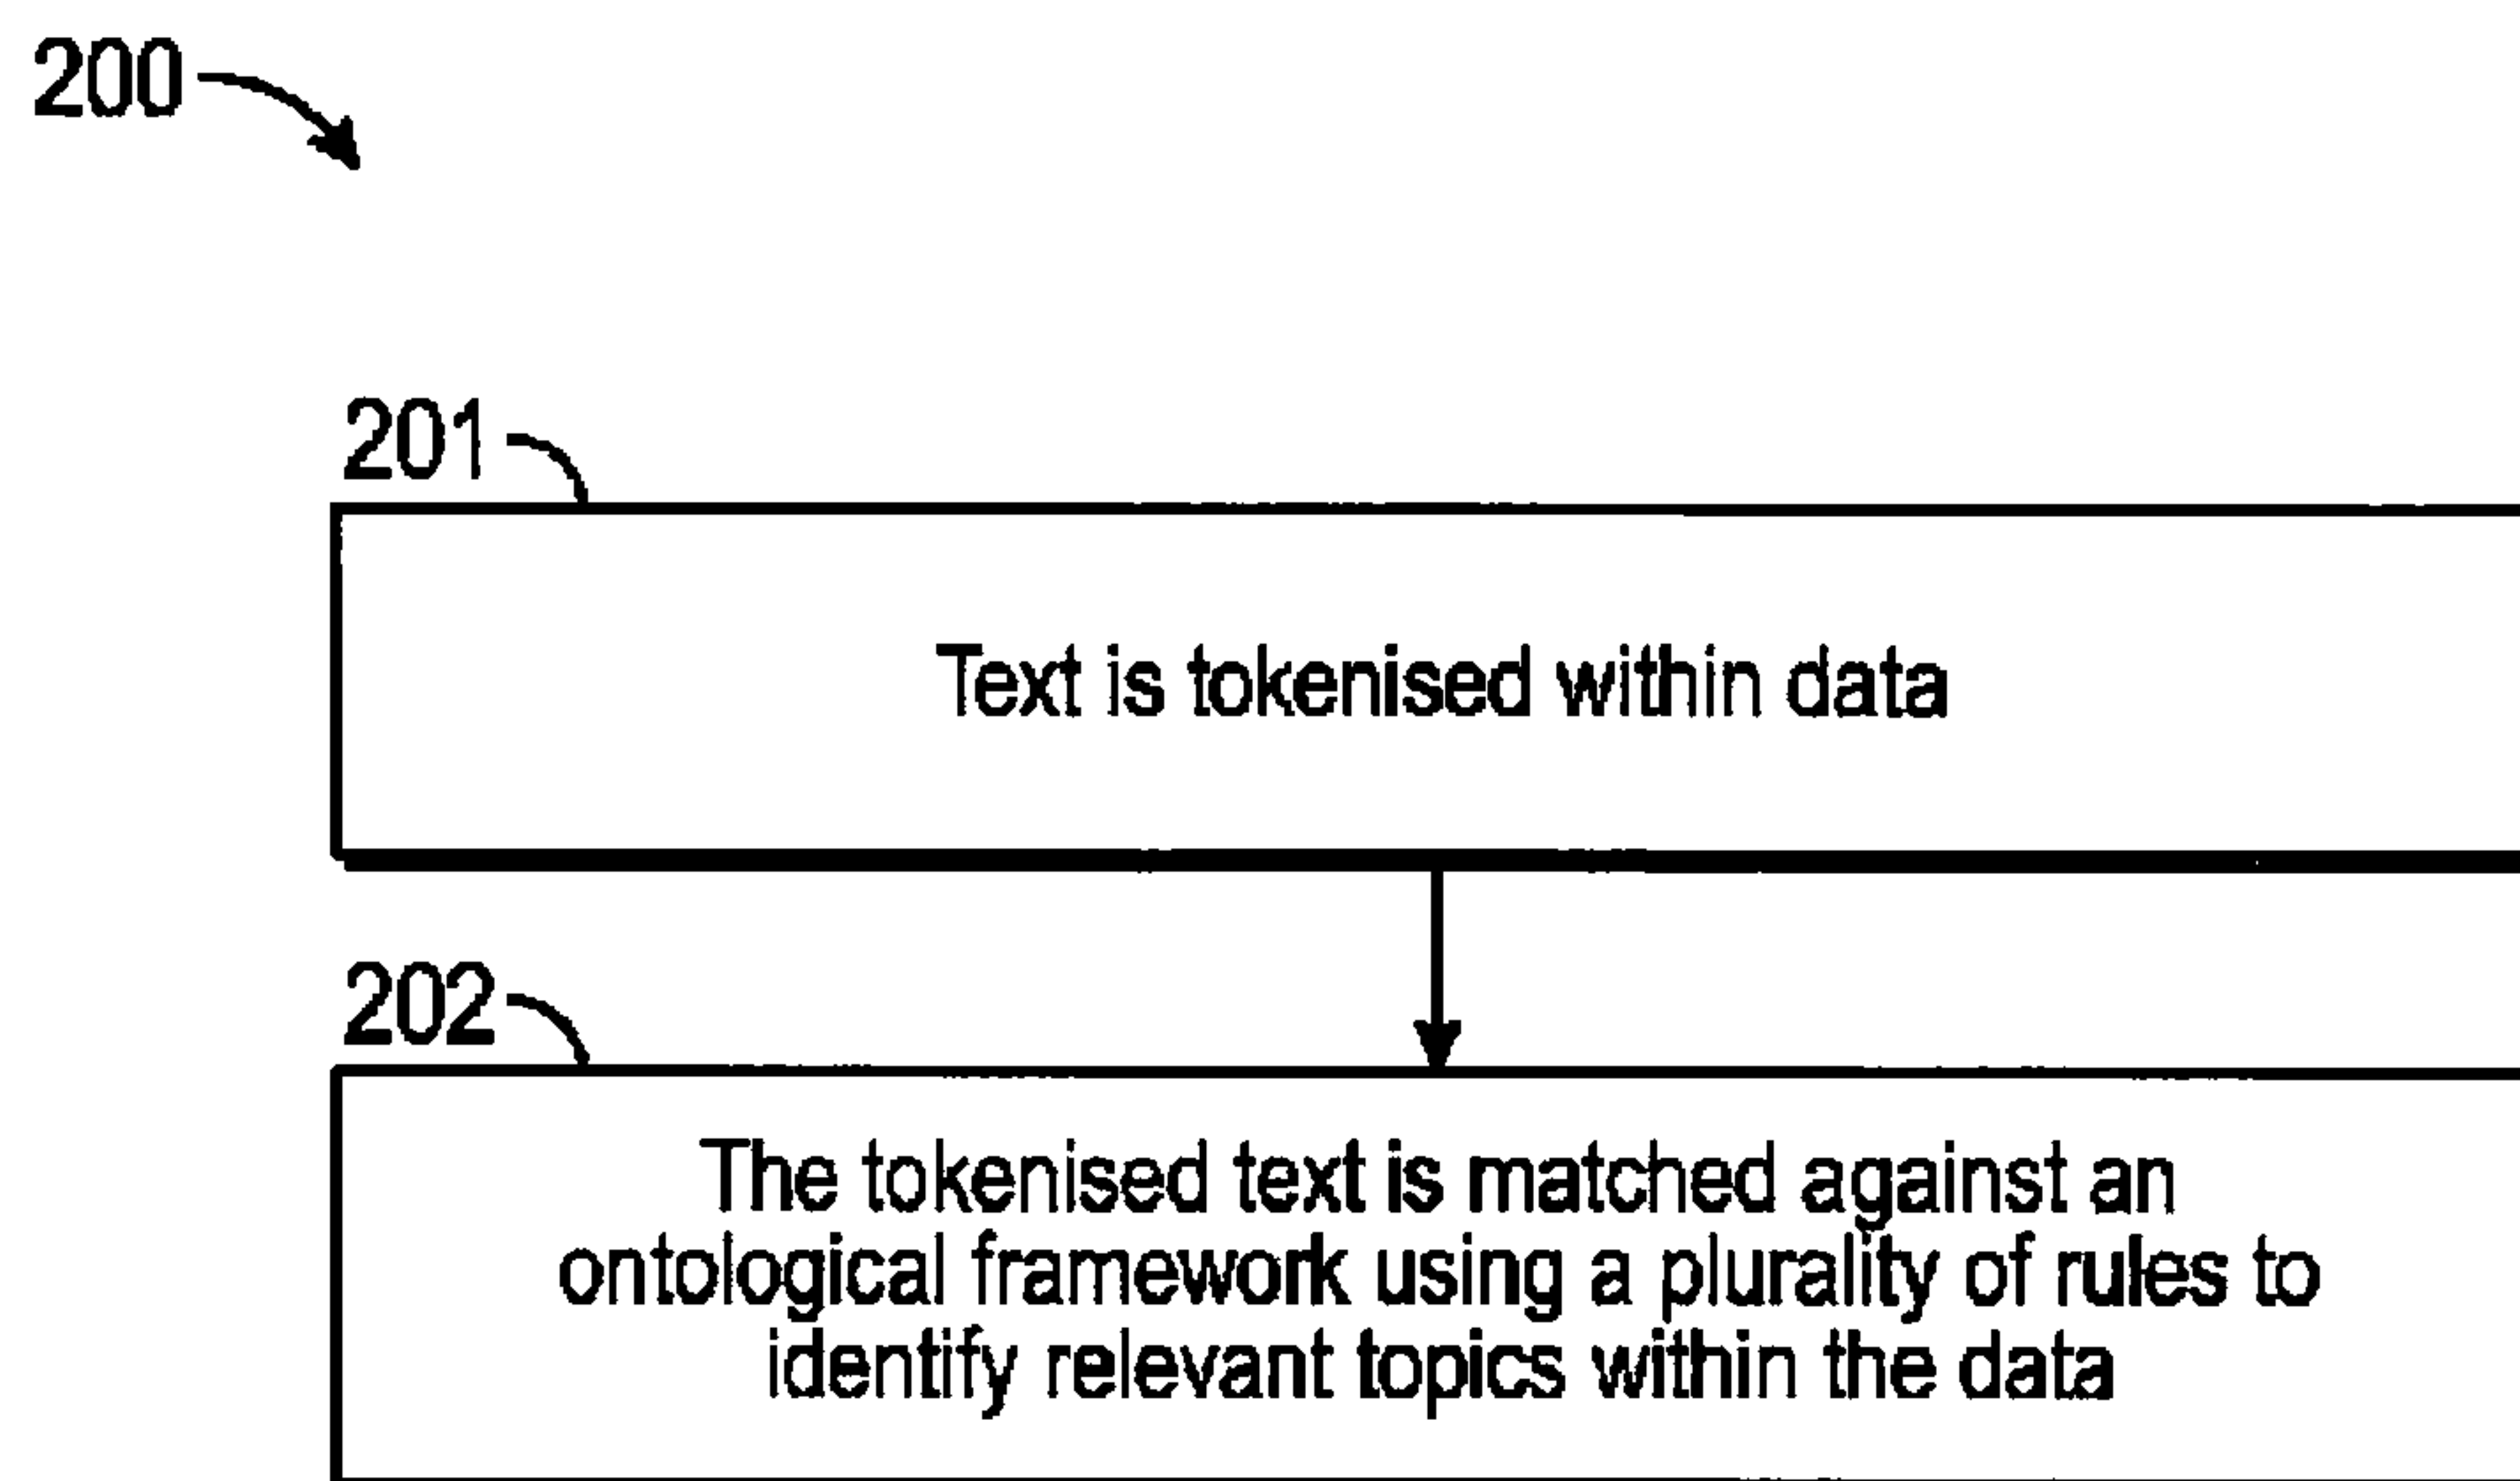 200
201
Text is tokenised within data
202
The tokenised text is matched against an
ontological framework using a plurality of rules to
identify relevant topics within the data